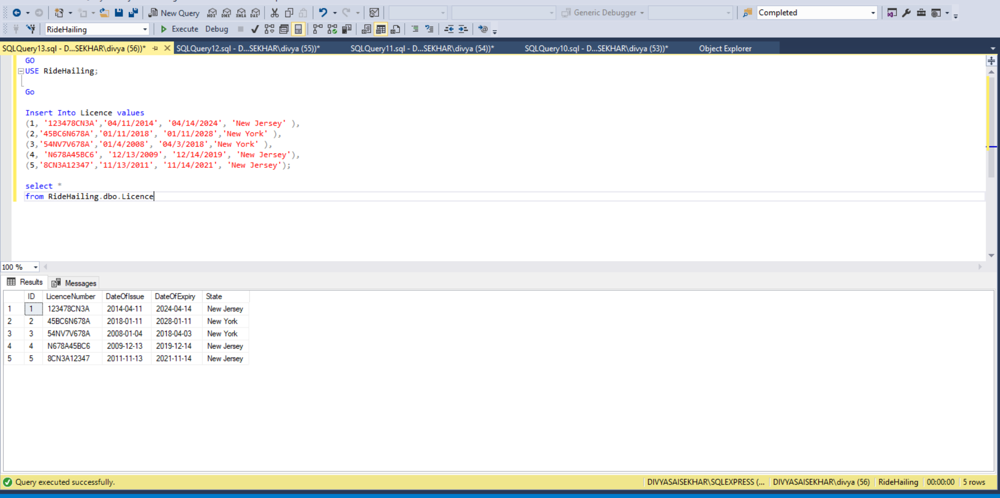 New Query MDX DMX XMLA DAX Generic Debugger Completed
RideHailing Execute Debug
SQLQuery13.sql - D...SEKHAR\divya (56))* SQLQuery12.sql - D...SEKHAR\divya (55))* SQLQuery11.sql - D...SEKHAR\divya (54))* SQLQuery10.sql - D...SEKHAR\divya (53))* Object Explorer
GO
USE RideHailing;
Go
Insert Into Licence values
(1, '123478CN3A','04/11/2014', '04/14/2024', 'New Jersey' ),
(2,'45BC6N678A','01/11/2018', '01/11/2028','New York' ),
(3,'54NV7V678A','01/4/2008', '04/3/2018','New York' ),
(4, 'N678A45BC6', '12/13/2009', '12/14/2019', 'New Jersey'),
(5,'8CN3A12347','11/13/2011', '11/14/2021', 'New Jersey');
select *
from RideHailing.dbo.Licence
100 %
Results Messages
ID LicenceNumber DateOfIssue DateOfExpiry State
1 1 123478CN3A 2014-04-11 2024-04-14 New Jersey
2 2 45BC6N678A 2018-01-11 2028-01-11 New York
3 3 54NV7V678A 2008-01-04 2018-04-03 New York
4 4 N678A45BC6 2009-12-13 2019-12-14 New Jersey
5 5 8CN3A12347 2011-11-13 2021-11-14 New Jersey
Query executed successfully. DIVYASAISEKHAR\SQLEXPRESS (... DIVYASAISEKHAR\divya (56) RideHailing 00:00:00 5 rows